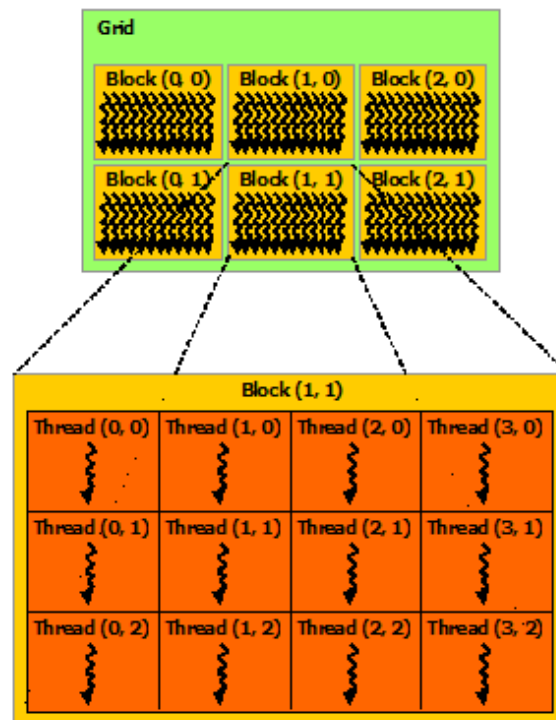 Grid
Block (0, 0) Block (1, 0) Block (2, 0)
Block (0, 1) Block (1, 1) Block (2, 1)
Block (1, 1)
Thread (0, 0) Thread (1, 0) Thread (2, 0) Thread (3, 0)
Thread (0, 1) Thread (1, 1) Thread (2, 1) Thread (3, 1)
Thread (0, 2) Thread (1, 2) Thread (2, 2) Thread (3, 2)